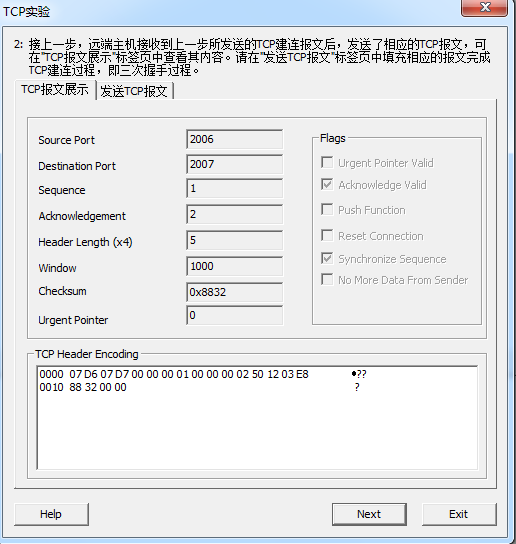 TCP实验
2: 接上一步，远端主机接收到上一步所发送的TCP建连报文后，发送了相应的TCP报文，可
在"TCP报文展示"标签页中查看其内容。请在"发送TCP报文"标签页中填充相应的报文完成
TCP建连过程，即三次握手过程。
TCP报文展示 发送TCP报文
Source Port 2006
Destination Port 2007
Sequence 1
Acknowledgement 2
Header Length (x4) 5
Window 1000
Checksum 0x8832
Urgent Pointer 0
Flags
Urgent Pointer Valid
Acknowledge Valid
Push Function
Reset Connection
Synchronize Sequence
No More Data From Sender
TCP Header Encoding
0000 07 D6 07 D7 00 00 00 01 00 00 00 02 50 12 03 E8 •??
0010 88 32 00 00 ?
Help Next Exit